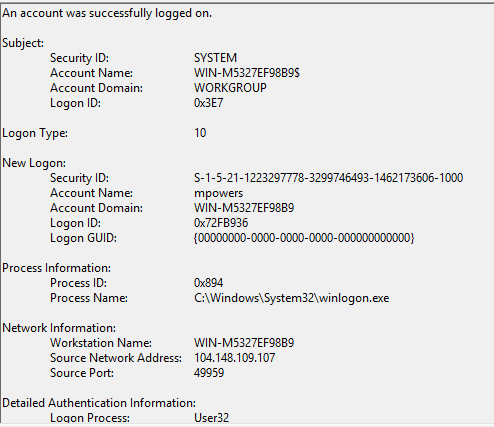 An account was successfully logged on.
Subject:
Security ID: SYSTEM
Account Name: WIN-M5327EF98B9$
Account Domain: WORKGROUP
Logon ID: 0x3E7
Logon Type: 10
New Logon:
Security ID: S-1-5-21-1223297778-3299746493-1462173606-1000
Account Name: mpowers
Account Domain: WIN-M5327EF98B9
Logon ID: 0x72FB936
Logon GUID: {00000000-0000-0000-0000-000000000000}
Process Information:
Process ID: 0x894
Process Name: C:\Windows\System32\winlogon.exe
Network Information:
Workstation Name: WIN-M5327EF98B9
Source Network Address: 104.148.109.107
Source Port: 49959
Detailed Authentication Information:
Logon Process: User32